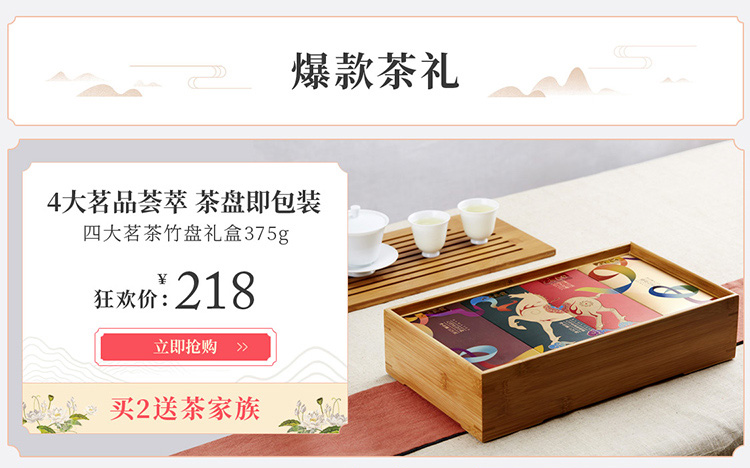 爆款茶礼
4大茗品荟萃 茶盘即包装
四大茗茶竹盘礼盒375g
狂欢价：¥218
立即抢购 >>
买2送茶家族